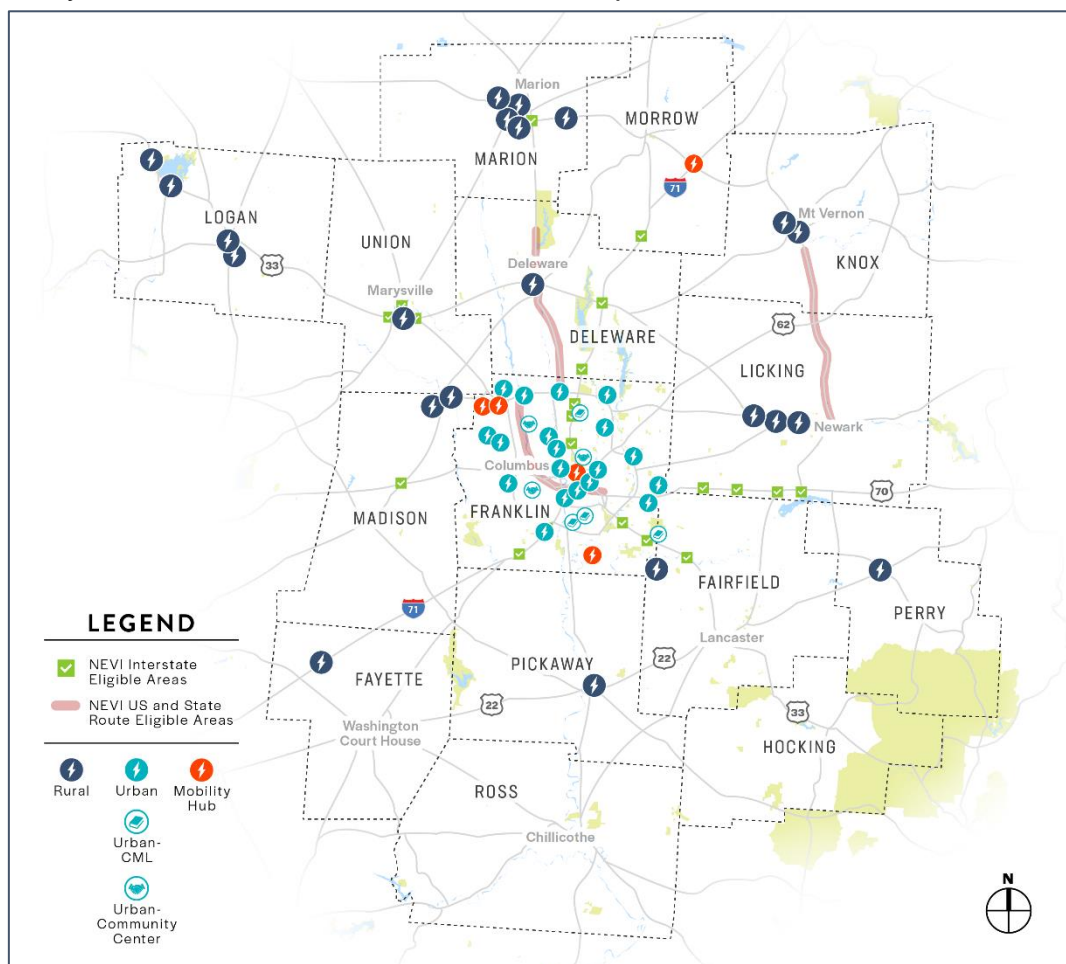 Marion
MORROW
MARION
71
LOGAN
Mt Vernon
UNION
KNOX
33
Deleware
Marysville
DELEWARE
62
LICKING
Newark
Columbus
70
MADISON
FRANKLIN
FAIRFIELD
71
PERRY
Lancaster
22
PICKAWAY
FAYETTE
22
33
Washington
Court House
HOCKING
ROSS
Chillicothe
LEGEND
NEVI Interstate
Eligible Areas
NEVI US and State
Route Eligible Areas
Rural
Urban
Mobility
Hub
Urban-
CML
Urban-
Community
Center
N